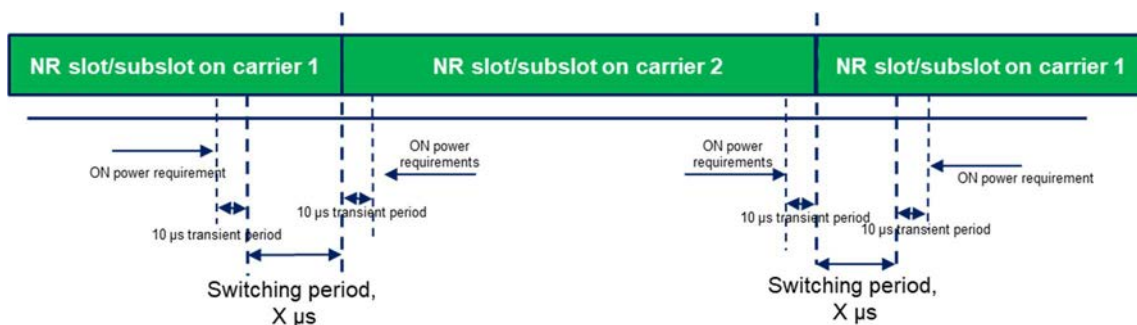 NR slot/subslot on carrier 1
NR slot/subslot on carrier 2
NR slot/subslot on carrier 1
ON power requirement
ON power
requirements
ON power
requirements
ON power requirement
10 µs transient period
10 µs transient period
10 µs transient period
10 µs transient period
Switching period,
X µs
Switching period,
X µs